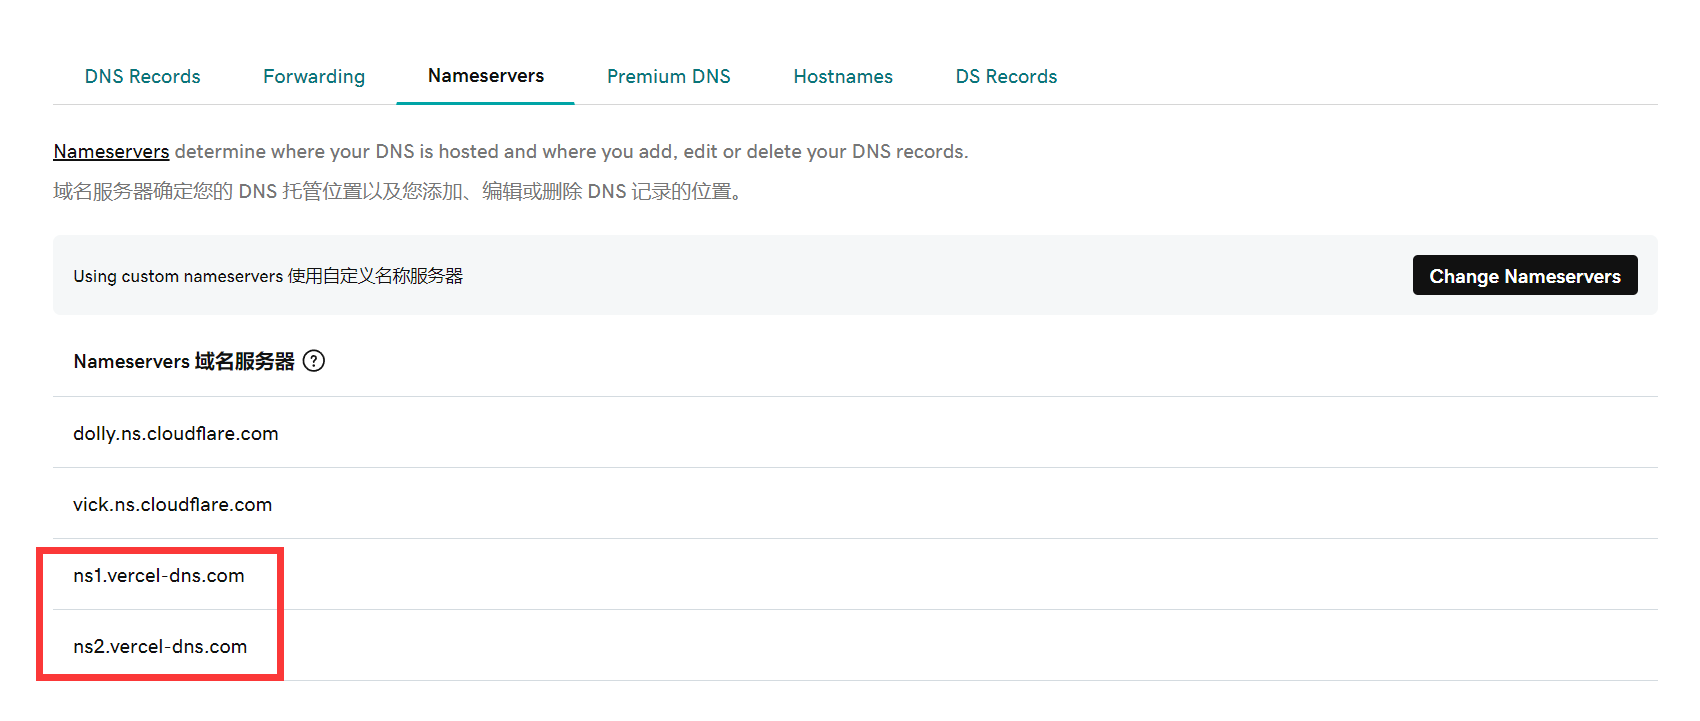 DNS Records Forwarding Nameservers Premium DNS Hostnames DS Records
Nameservers determine where your DNS is hosted and where you add, edit or delete your DNS records.
域名服务器确定您的 DNS 托管位置以及您添加、编辑或删除 DNS 记录的位置。
Using custom nameservers 使用自定义名称服务器 Change Nameservers
Nameservers 域名服务器 ?
dolly.ns.cloudflare.com
vick.ns.cloudflare.com
ns1.vercel-dns.com
ns2.vercel-dns.com